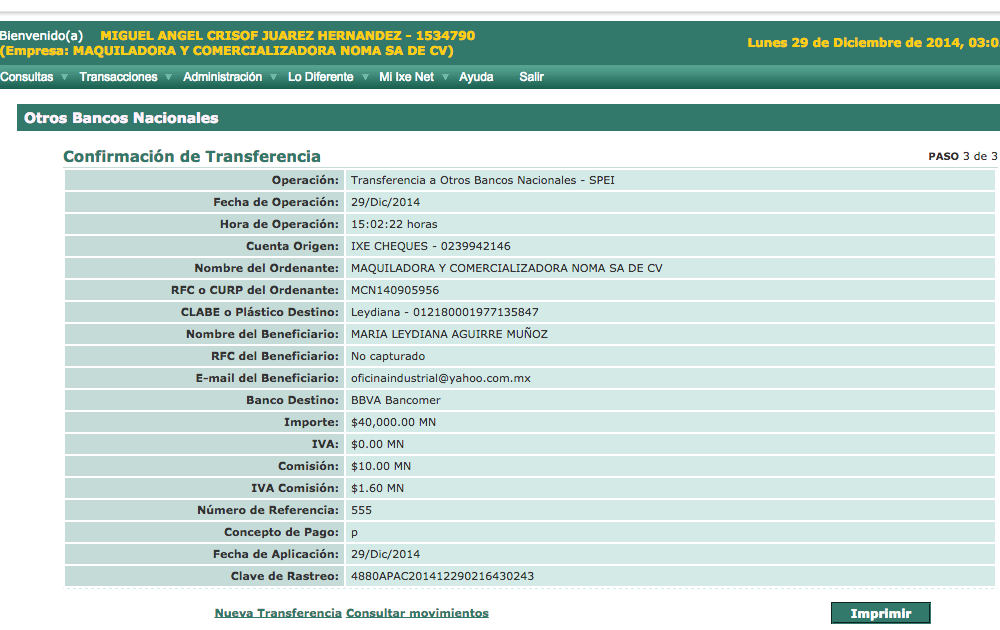 Bienvenido(a) MIGUEL ANGEL CRISOF JUAREZ HERNANDEZ - 1534790
(Empresa: MAQUILADORA Y COMERCIALIZADORA NOMA SA DE CV)
Lunes 29 de Diciembre de 2014, 03:0
Consultas Transacciones Administración Lo Diferente Mi Ixe Net Ayuda Salir
Otros Bancos Nacionales
Confirmación de Transferencia PASO 3 de 3
Operación: Transferencia a Otros Bancos Nacionales - SPEI
Fecha de Operación: 29/Dic/2014
Hora de Operación: 15:02:22 horas
Cuenta Origen: IXE CHEQUES - 0239942146
Nombre del Ordenante: MAQUILADORA Y COMERCIALIZADORA NOMA SA DE CV
RFC o CURP del Ordenante: MCN140905956
CLABE o Plástico Destino: Leydiana - 012180001977135847
Nombre del Beneficiario: MARIA LEYDIANA AGUIRRE MUÑOZ
RFC del Beneficiario: No capturado
E-mail del Beneficiario: oficinaindustrial@yahoo.com.mx
Banco Destino: BBVA Bancomer
Importe: $40,000.00 MN
IVA: $0.00 MN
Comisión: $10.00 MN
IVA Comisión: $1.60 MN
Número de Referencia: 555
Concepto de Pago: p
Fecha de Aplicación: 29/Dic/2014
Clave de Rastreo: 4880APAC201412290216430243
Nueva Transferencia Consultar movimientos Imprimir